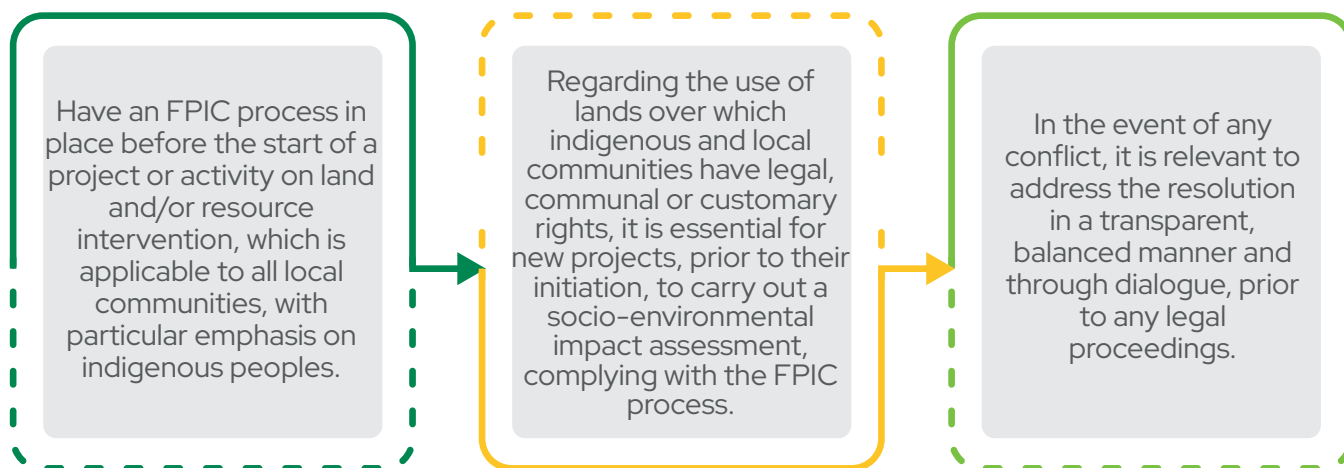 Have an FPIC process in
place before the start of a
project or activity on land
and/or resource
intervention, which is
applicable to all local
communities, with
particular emphasis on
indigenous peoples.
Regarding the use of
lands over which
indigenous and local
communities have legal,
communal or customary
rights, it is essential for
new projects, prior to their
initiation, to carry out a
socio-environmental
impact assessment,
complying with the FPIC
process.
In the event of any
conflict, it is relevant to
address the resolution
in a transparent,
balanced manner and
through dialogue, prior
to any legal
proceedings.